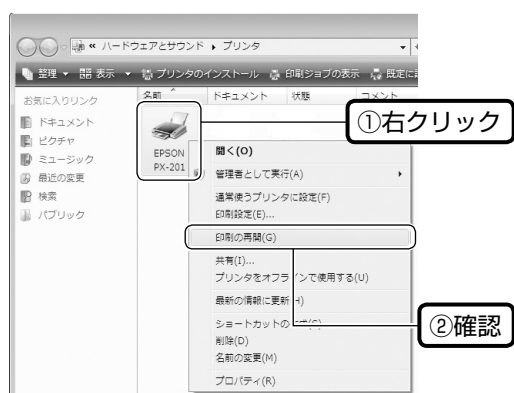 « ハードウェアとサウンド ▸ プリンタ
整理 ▼ 表示 ▼ プリンタのインストール 印刷ジョブの表示
お気に入りリンク
ドキュメント
ピクチャ
ミュージック
最近の変更
検索
パブリック
名前 ドキュメント 状態 コメント
①右クリック
EPSON
PX-201
開く(O)
管理者として実行(A)
通常使うプリンタに設定(F)
印刷設定(E)...
印刷の再開(G)
共有(I)...
プリンタをオフラインで使用する(U)
最新の情報に更新(H)
ショートカットの
削除(D)
名前の変更(M)
プロパティ(R)
②確認